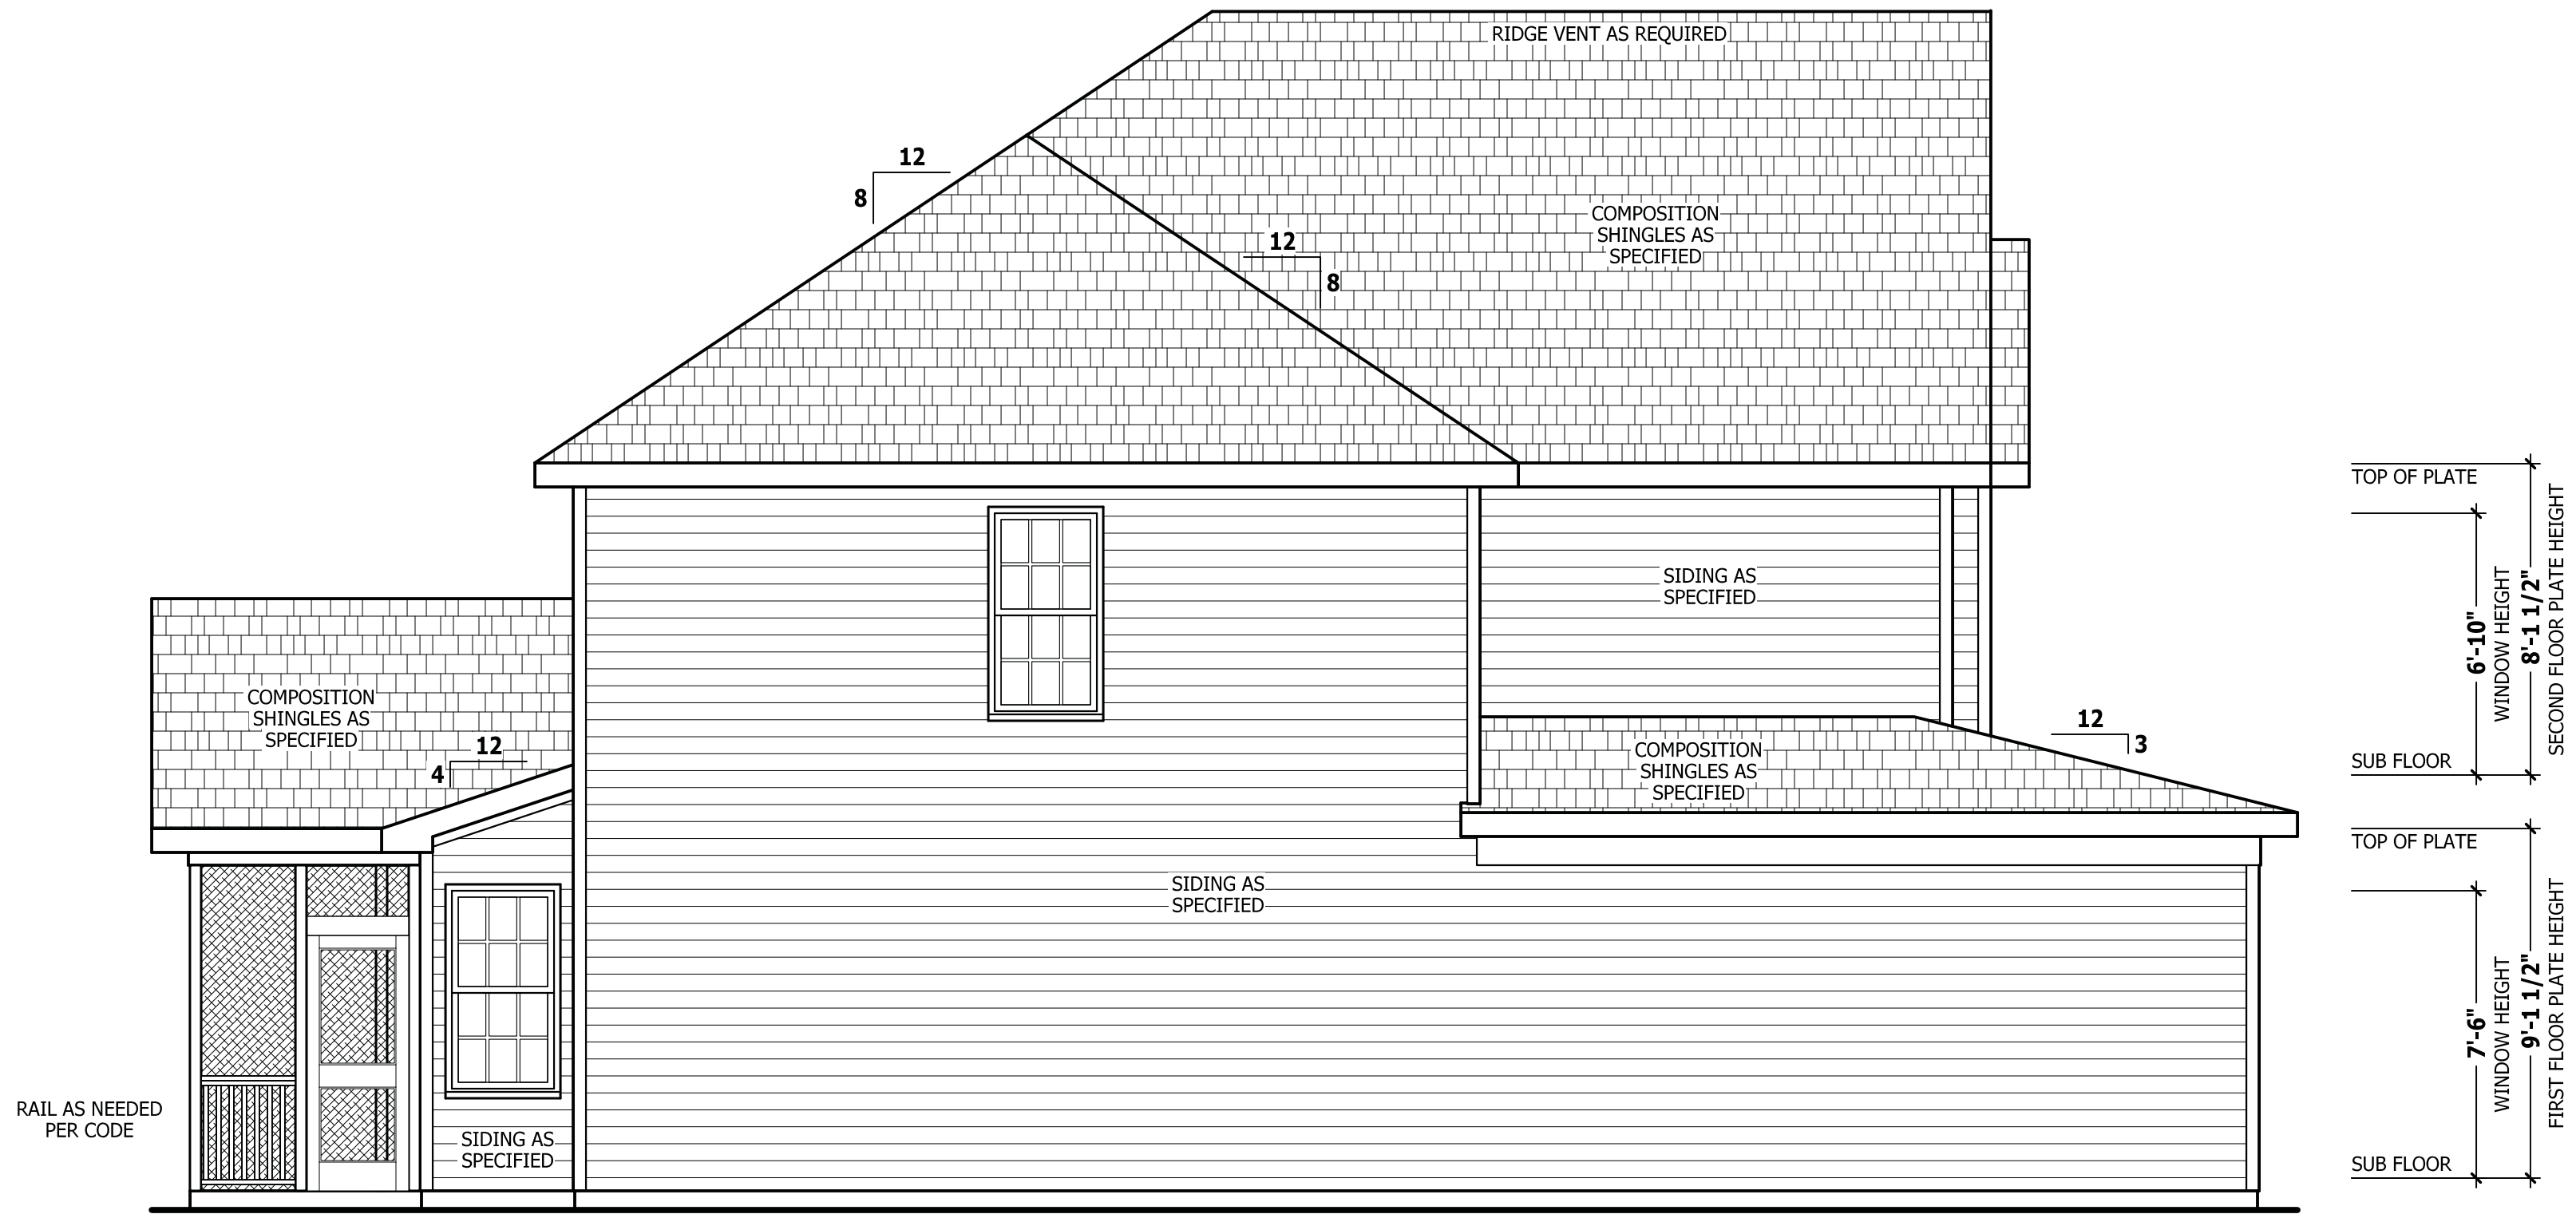 RIDGE VENT AS REQUIRED
12
8
COMPOSITION
SHINGLES AS
SPECIFIED
12
8
TOP OF PLATE
SIDING AS
SPECIFIED
6'-10"
WINDOW HEIGHT
8'-1 1/2"
SECOND FLOOR PLATE HEIGHT
COMPOSITION
SHINGLES AS
SPECIFIED
12
4
COMPOSITION
SHINGLES AS
SPECIFIED
12
3
SUB FLOOR
TOP OF PLATE
SIDING AS
SPECIFIED
7'-6"
WINDOW HEIGHT
9'-1 1/2"
FIRST FLOOR PLATE HEIGHT
RAIL AS NEEDED
PER CODE
SIDING AS
SPECIFIED
SUB FLOOR